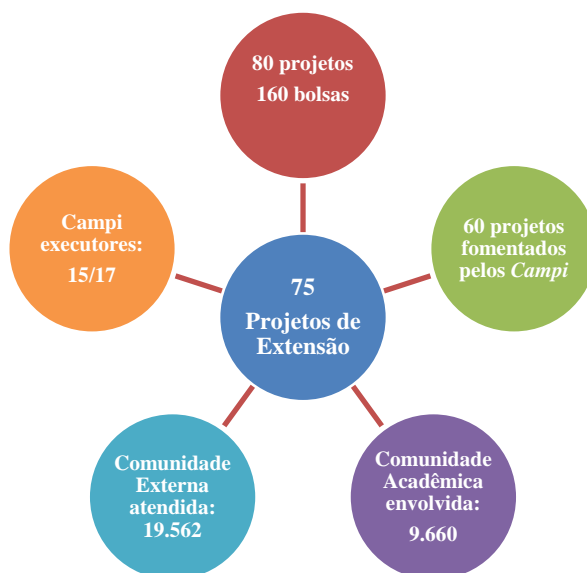 80 projetos
160 bolsas
60 projetos
fomentados
pelos Campi
Comunidade
Acadêmica
envolvida:
9.660
Comunidade
Externa
atendida:
19.562
Campi
executores:
15/17
75
Projetos de
Extensão